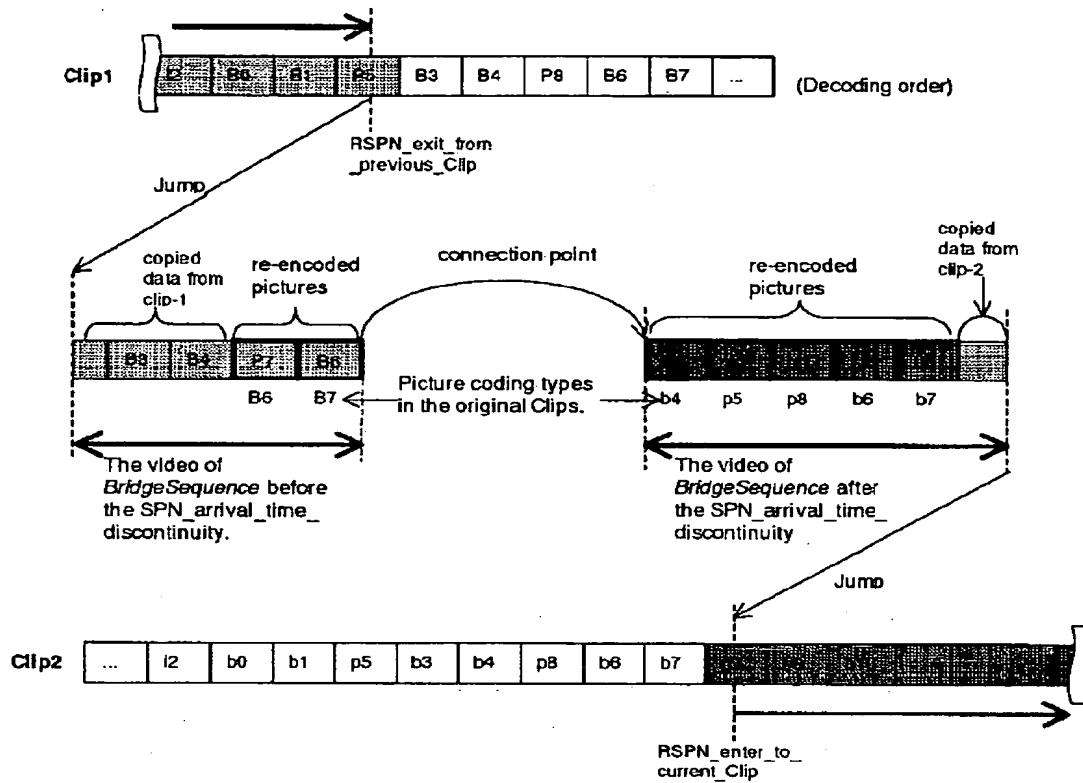 Clip1
I2 B0 B1 P5 B3 B4 P8 B6 B7 ...
(Decoding order)
RSPN_exit_from
_previous_Clip
Jump
copied
data from
clip-1
re-encoded
pictures
connection point
re-encoded
pictures
copied
data from
clip-2
B3 B4 P7 B6
B6 B7
Picture coding types
in the original Clips.
b4 p5 p8 b6 b7
The video of
BridgeSequence before
the SPN_arrival_time_
discontinuity.
The video of
BridgeSequence after
the SPN_arrival_time_
discontinuity
Jump
Clip2
... i2 b0 b1 p5 b3 b4 p8 b6 b7
RSPN_enter_to_
current_Clip